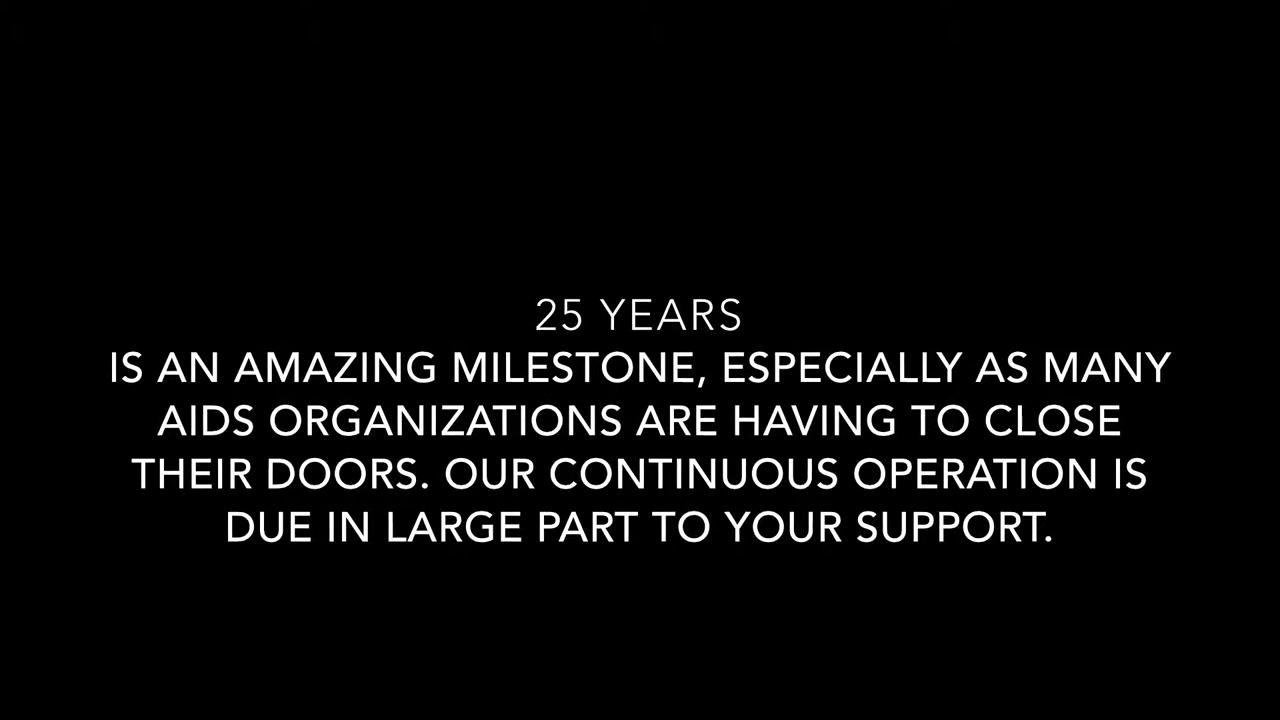 25 YEARS
IS AN AMAZING MILESTONE, ESPECIALLY AS MANY
AIDS ORGANIZATIONS ARE HAVING TO CLOSE
THEIR DOORS. OUR CONTINUOUS OPERATION IS
DUE IN LARGE PART TO YOUR SUPPORT.